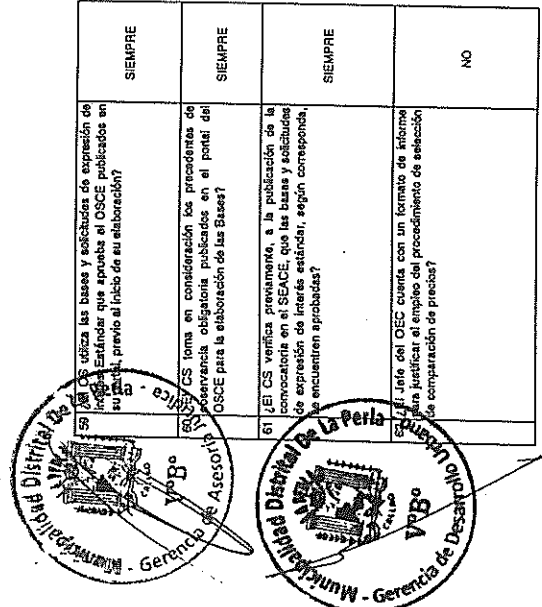 59 ¿El CS utiliza las bases y solicitudes de expresión de
interés Estándar que aprueba el OSCE publicados en
su portal, previo al inicio de su elaboración?
SIEMPRE
CS toma en consideración los precedentes de
observancia obligatoria publicados en el portal del
OSCE para la elaboración de las Bases?
SIEMPRE
61 ¿El CS verifica previamente, a la publicación de la
convocatoria en el SEACE, que las bases y solicitudes
de expresión de interés estándar, según corresponda,
se encuentren aprobadas?
SIEMPRE
Jefe del OEC cuenta con un formato de informe
para justificar el empleo del procedimiento de selección
de comparación de precios?
NO
Municipalidad Distrital De La Perla - Gerencia de Asesoría Jurídica
VºBº
Municipalidad Distrital De La Perla - Gerencia de Desarrollo Urbano
CALLAO
VºBº